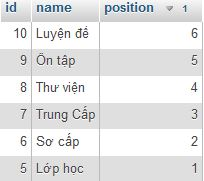 id name position 1
10 Luyện đề 6
9 Ôn tập 5
8 Thư viện 4
7 Trung Cấp 3
6 Sơ cấp 2
5 Lớp học 1